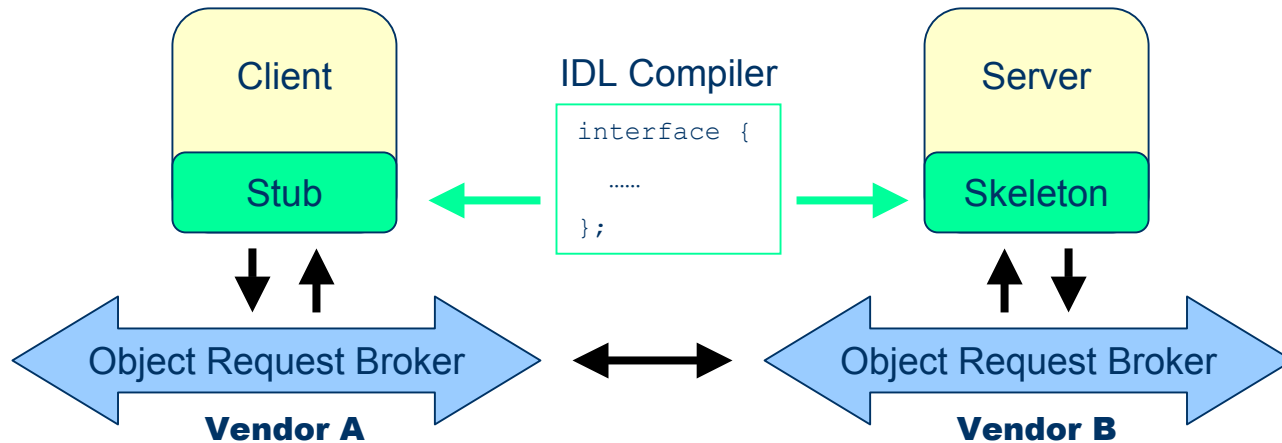 Client
Stub
IDL Compiler
interface {
……
};
Server
Skeleton
Object Request Broker
Vendor A
Object Request Broker
Vendor B